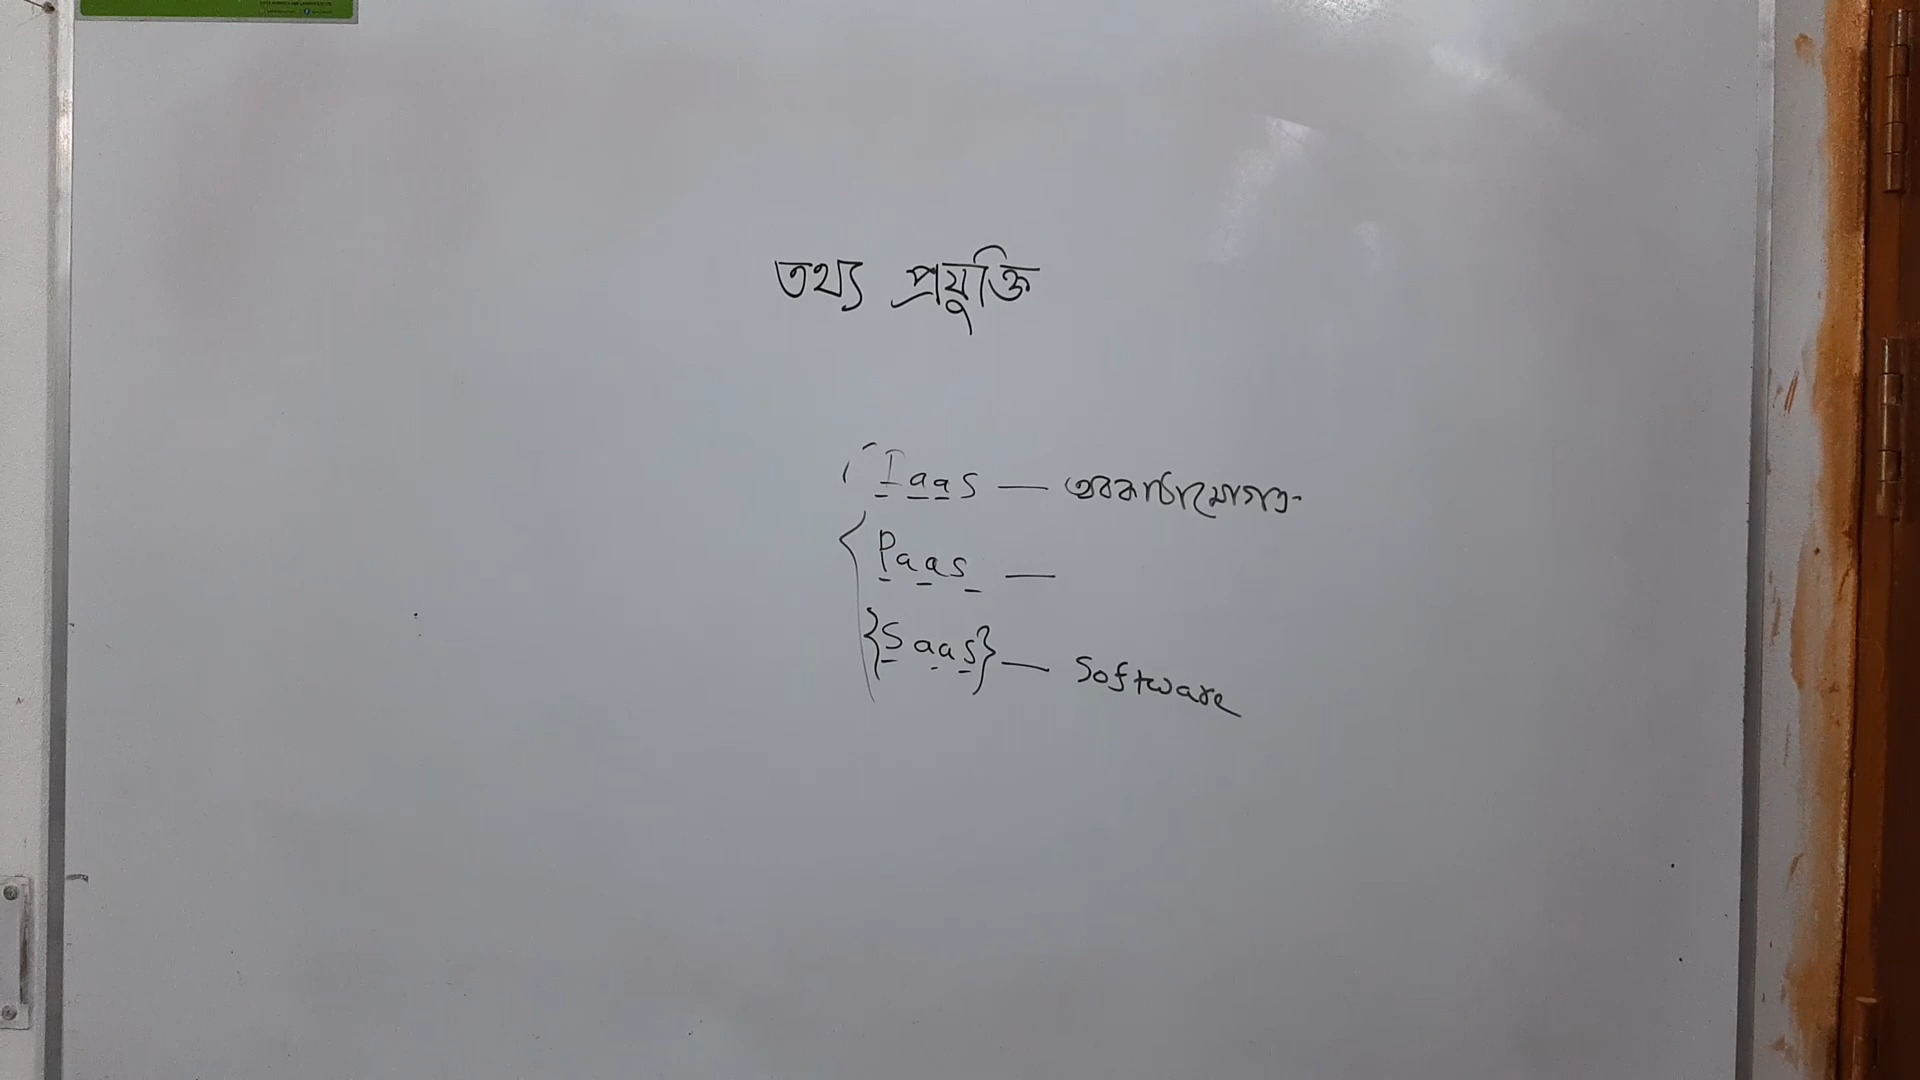 তথ্য প্রযুক্তি
Iaas — অবকাঠামোগত
Paas —
{Saas} — Software